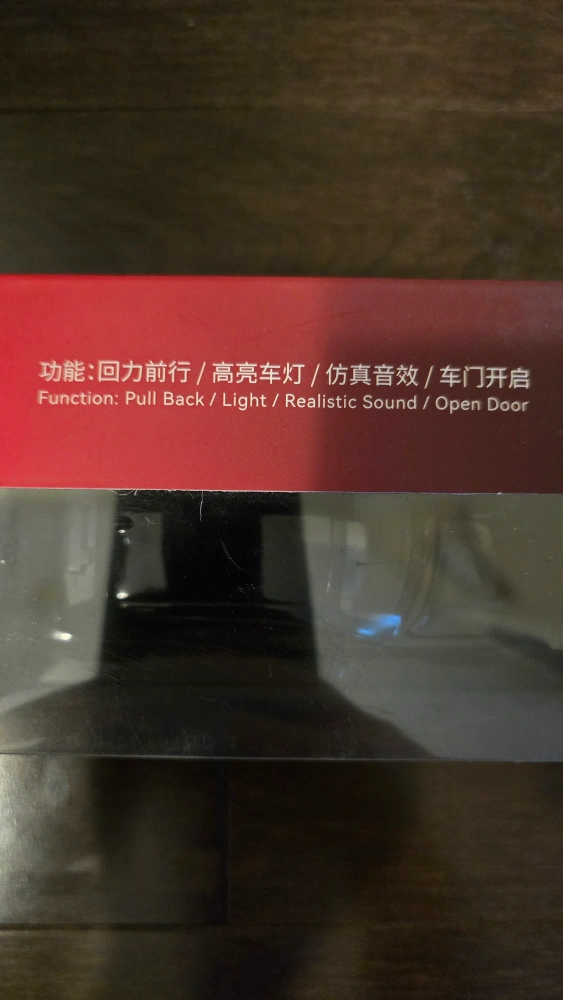 功能:回力前行 / 高亮车灯 / 仿真音效 / 车门开启
Function: Pull Back / Light / Realistic Sound / Open Door